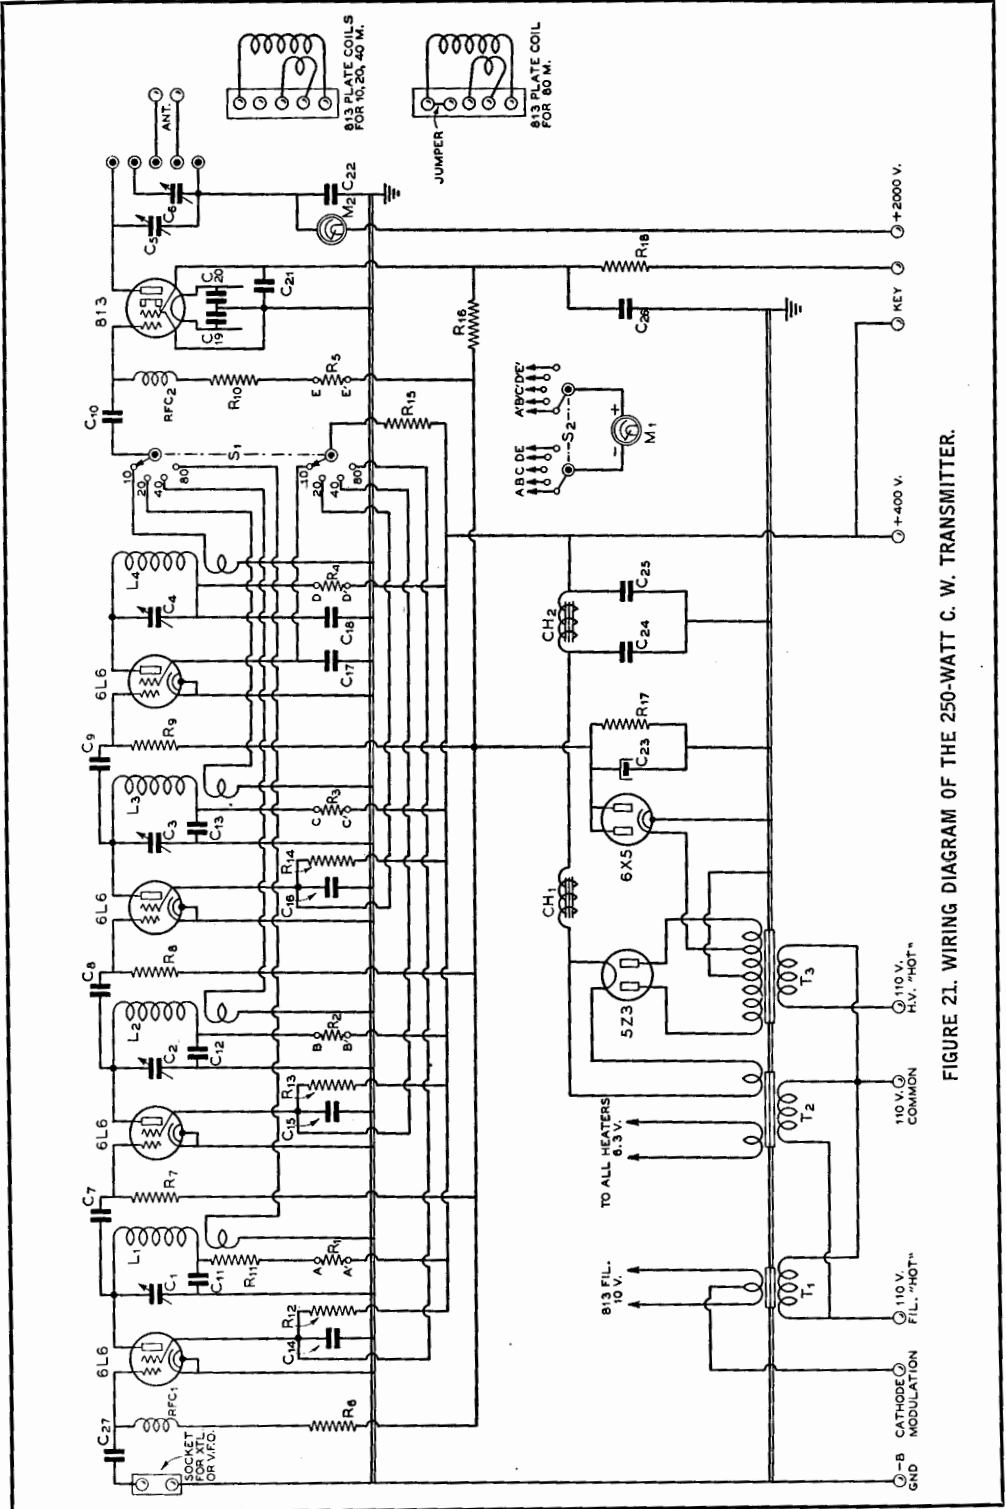 C27
6L6
C7
6L6
C8
6L6
C9
6L6
C10
813
L1
L2
L3
L4
C1
C2
C3
C4
C5
C6
ANT.
RFC1
R7
R8
R9
RFC2
10
20
40
80
SOCKET
FOR XTL.
OR V.F.O.
C11
C12
C13
C19
C20
R11
R10
S1
C21
R12
R13
R14
C14
C15
C16
R6
A R1 A'
B R2 B'
C R3 C'
D R4 D'
E R5 E'
C17
C18
10
20
40
80
M2
C22
R15
R16
813 PLATE COILS
FOR 10, 20, 40 M.
JUMPER
813 PLATE COIL
FOR 80 M.
CH1
CH2
A B C D E
A' B' C' D' E'
S2
- +
M1
813 FIL.
10 V.
TO ALL HEATERS
6.3 V.
5Z3
6X5
C23
R17
C24
C25
C26
R18
T1
T2
T3
-B
GND
CATHODE
MODULATION
110 V.
FIL. "HOT"
110 V.
COMMON
110 V.
H.V. "HOT"
+400 V.
KEY
+2000 V.
FIGURE 21. WIRING DIAGRAM OF THE 250-WATT C. W. TRANSMITTER.